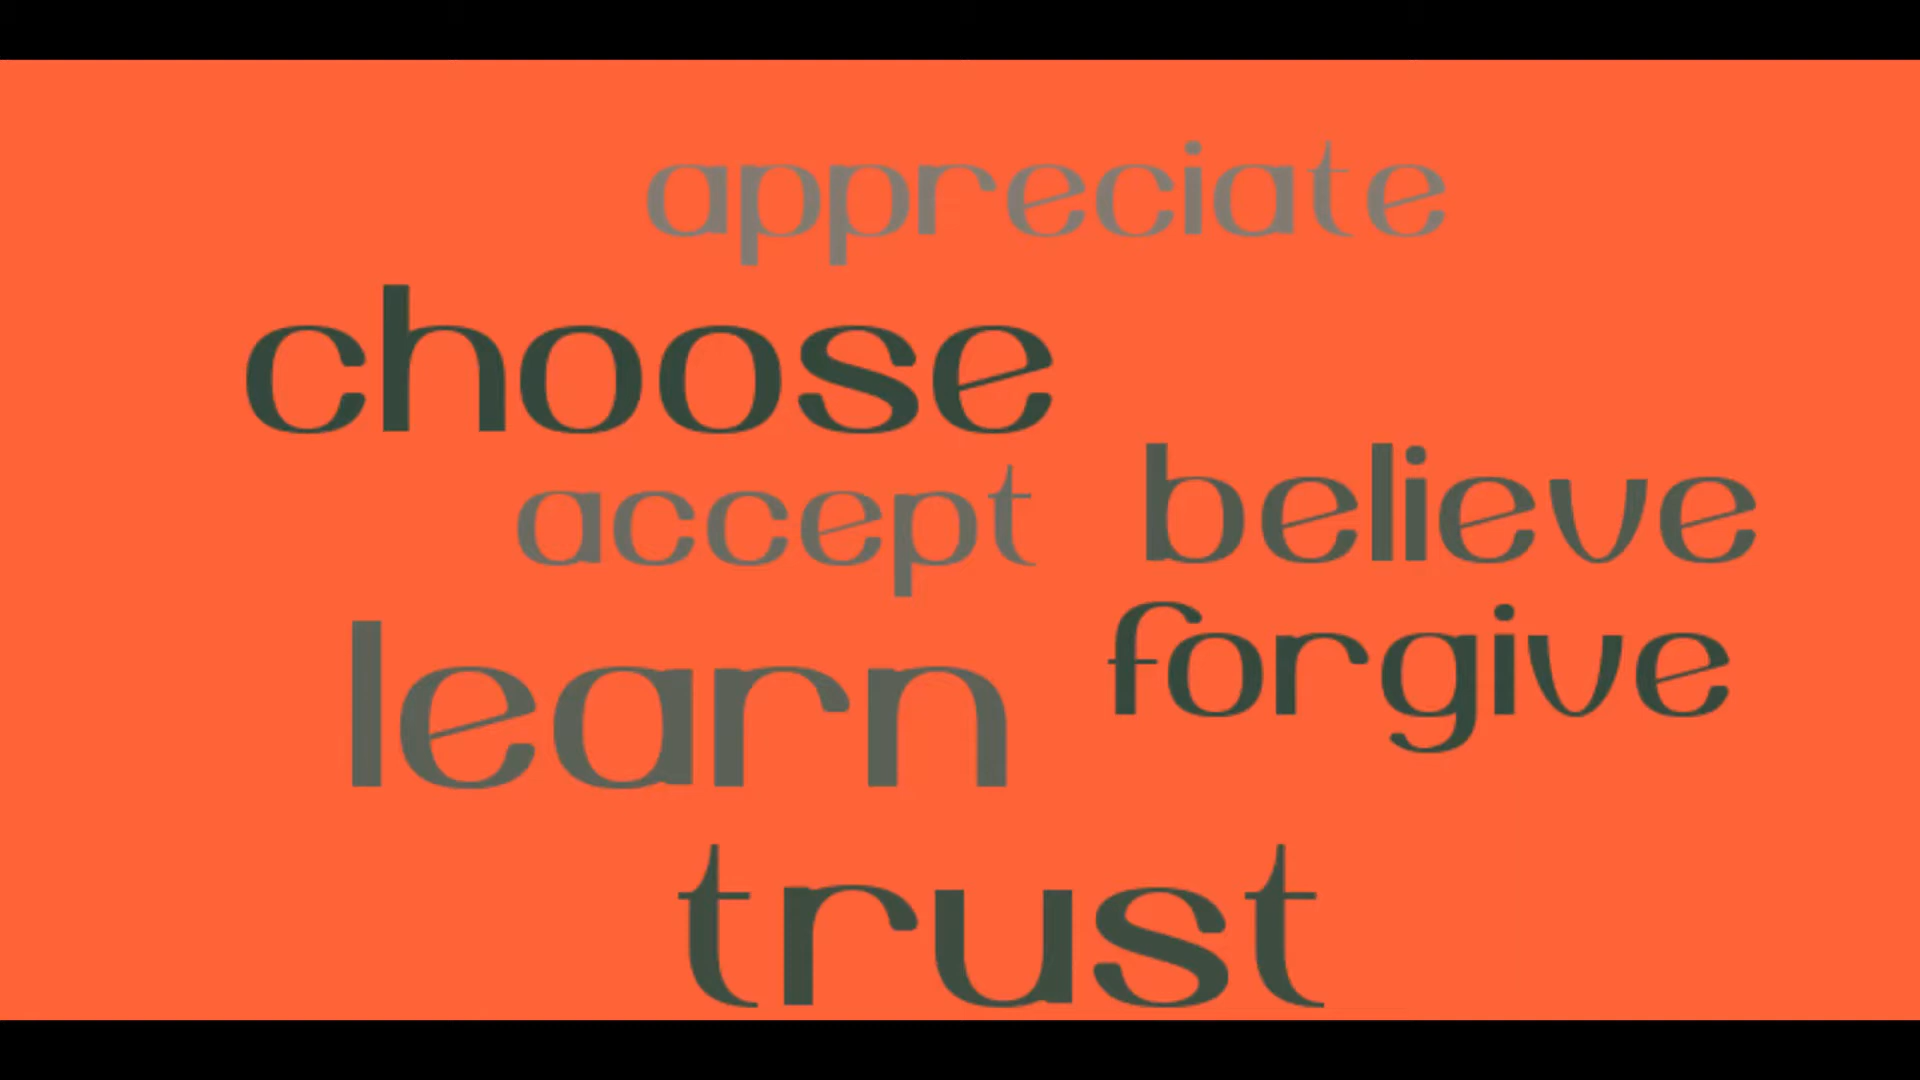 appreciate
choose
accept
believe
learn
forgive
trust